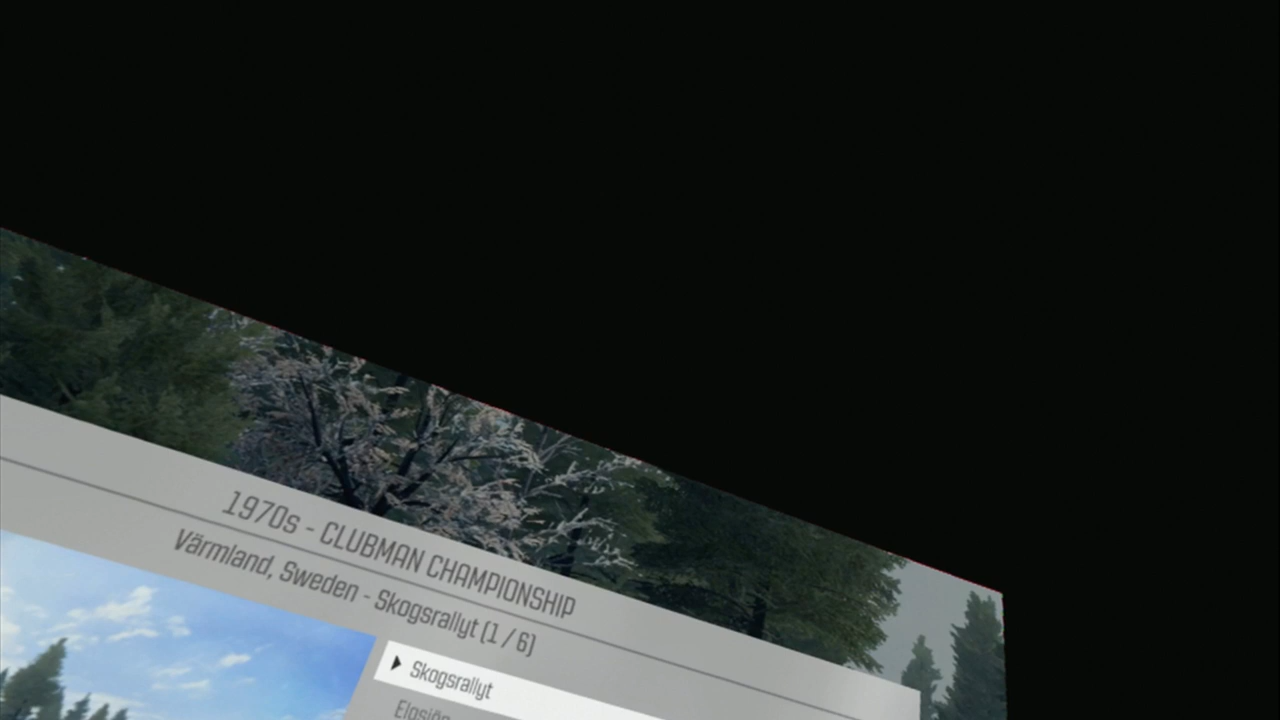 1970s - CLUBMAN CHAMPIONSHIP
Värmland, Sweden - Skogsrallyt (1 / 6)
Skogsrallyt